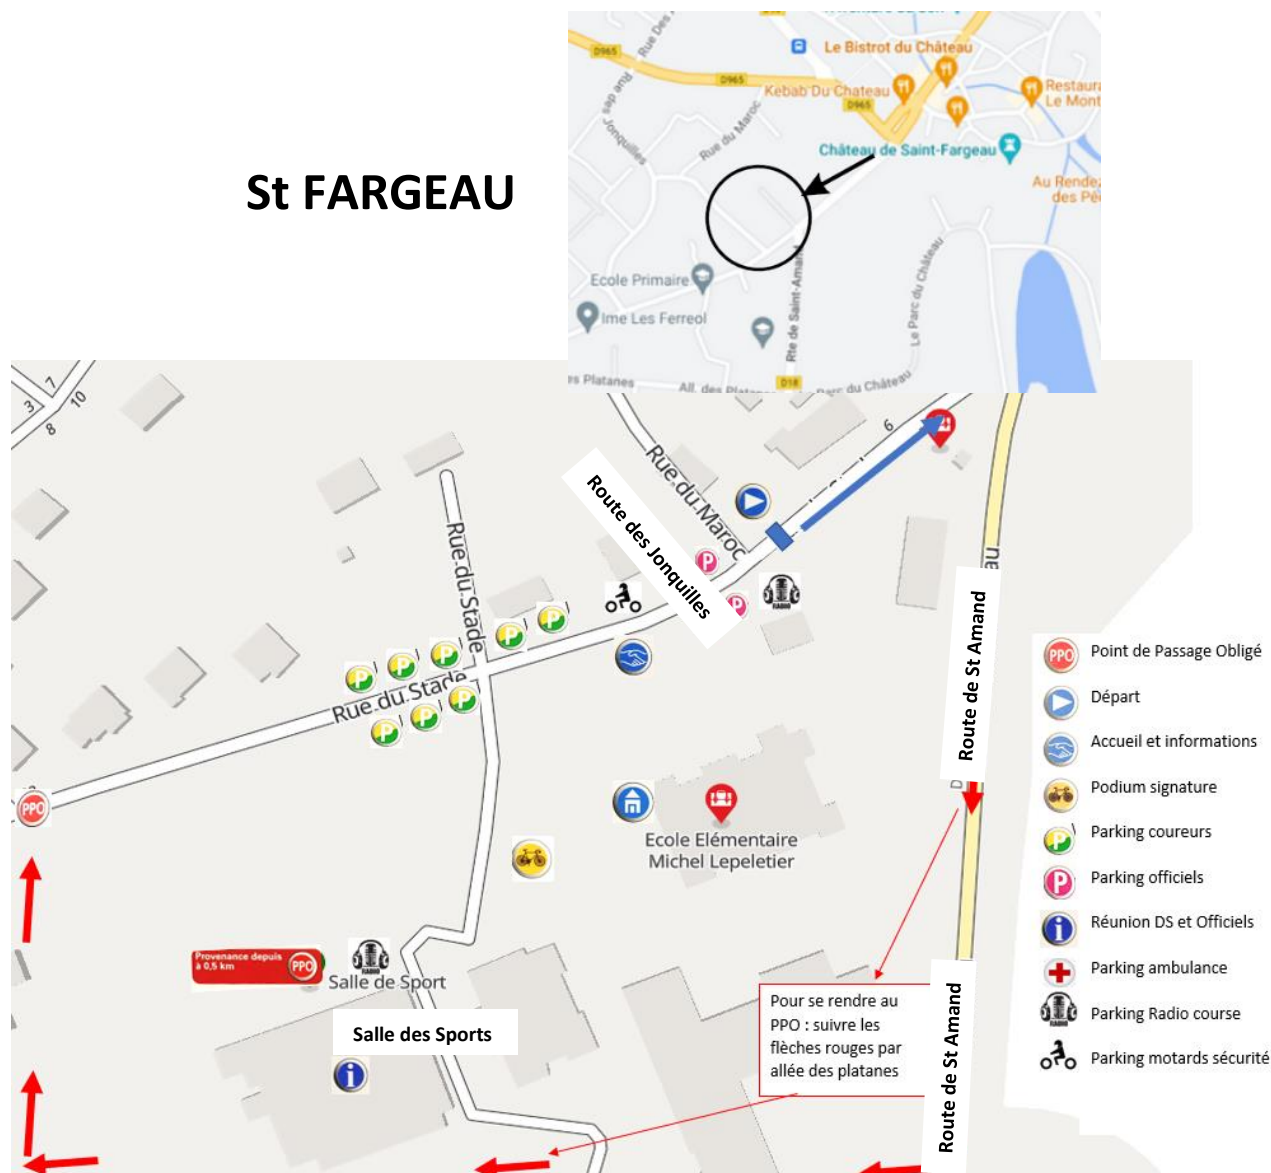 St FARGEAU
D965
Rue Des
Rue des Jonquilles
D965
Rue du Maroc
Le Bistrot du Château
Kebab Du Chateau
D965
Restaura
Le Mont
Château de Saint-Fargeau
Au Rendez
des Pê
Ecole Primaire
Ime Les Ferreol
Rte de Saint-Amand
Le Parc du Château
es Platanes
All. des Platanes
D18
Parc du Château
3
7
10
8
6
Rue du Maroc
Route des Jonquilles
Rue du Stade
P
P
RADIO
P
P
P
P
P
Rue du Stade
P
P
P
PPO
Route de St Amand
D
Ecole Elémentaire
Michel Lepeletier
Provenance depuis
à 0,5 km
PPO
RADIO
Salle de Sport
Salle des Sports
i
Pour se rendre au
PPO : suivre les
flèches rouges par
allée des platanes
Route de St Amand
PPO
Point de Passage Obligé
Départ
Accueil et informations
Podium signature
P
Parking coureurs
P
Parking officiels
i
Réunion DS et Officiels
Parking ambulance
RADIO
Parking Radio course
Parking motards sécurité